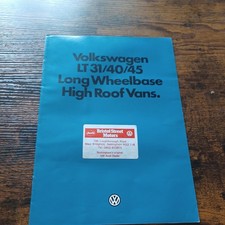 Volkswagen
LT 31/40/45
Long Wheelbase
High Roof Vans.
Bristol Street
Motors